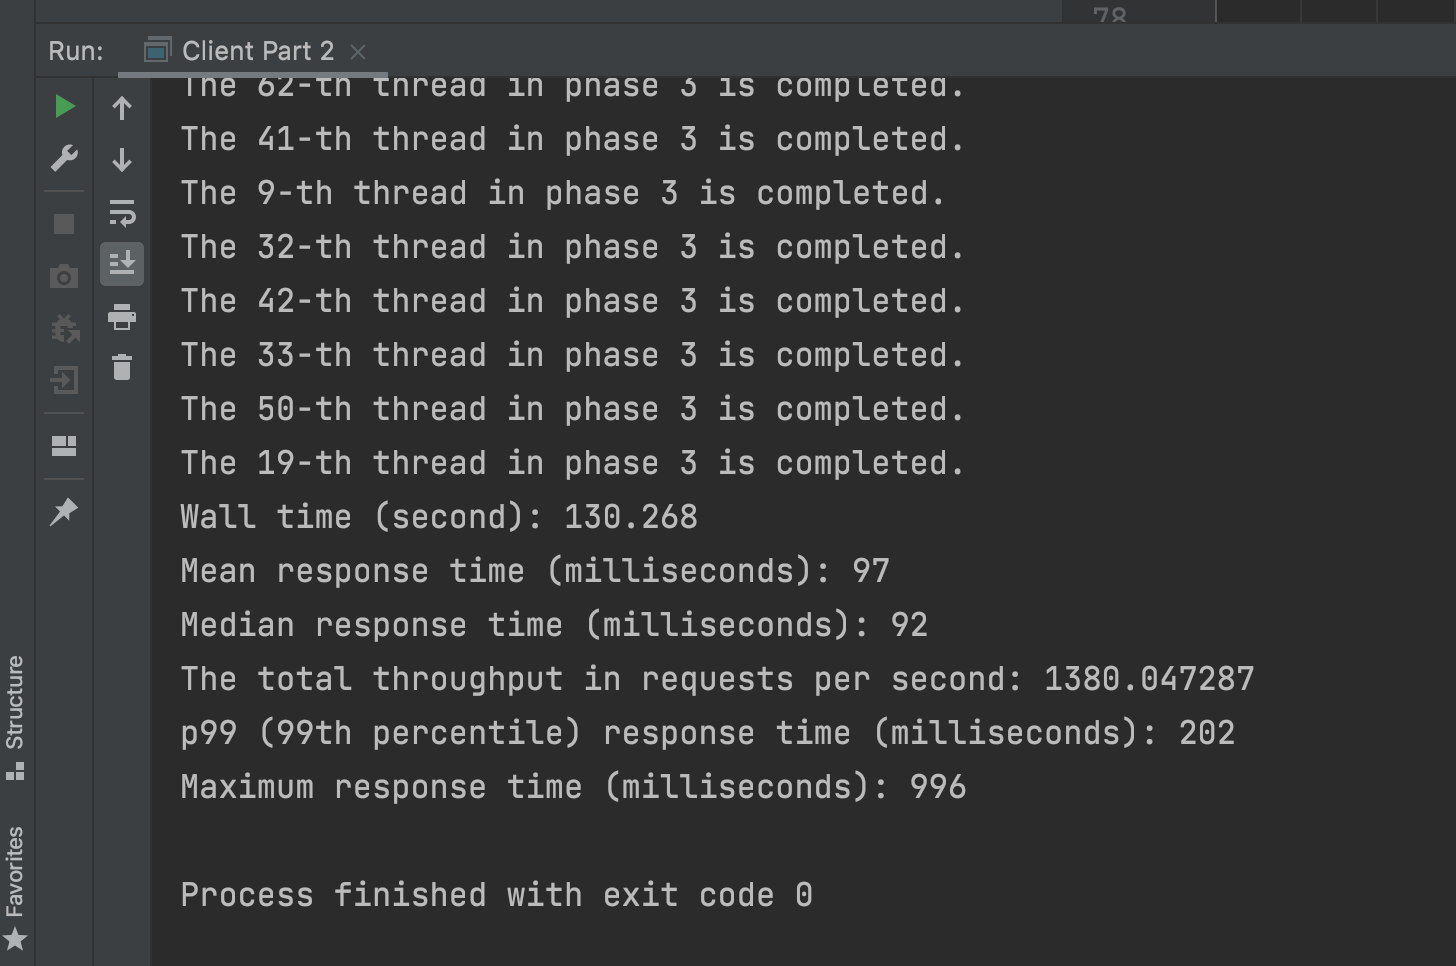 78
Run: Client Part 2
The 62-th thread in phase 3 is completed.
The 41-th thread in phase 3 is completed.
The 9-th thread in phase 3 is completed.
The 32-th thread in phase 3 is completed.
The 42-th thread in phase 3 is completed.
The 33-th thread in phase 3 is completed.
The 50-th thread in phase 3 is completed.
The 19-th thread in phase 3 is completed.
Wall time (second): 130.268
Mean response time (milliseconds): 97
Median response time (milliseconds): 92
The total throughput in requests per second: 1380.047287
p99 (99th percentile) response time (milliseconds): 202
Maximum response time (milliseconds): 996
Process finished with exit code 0
Structure
Favorites